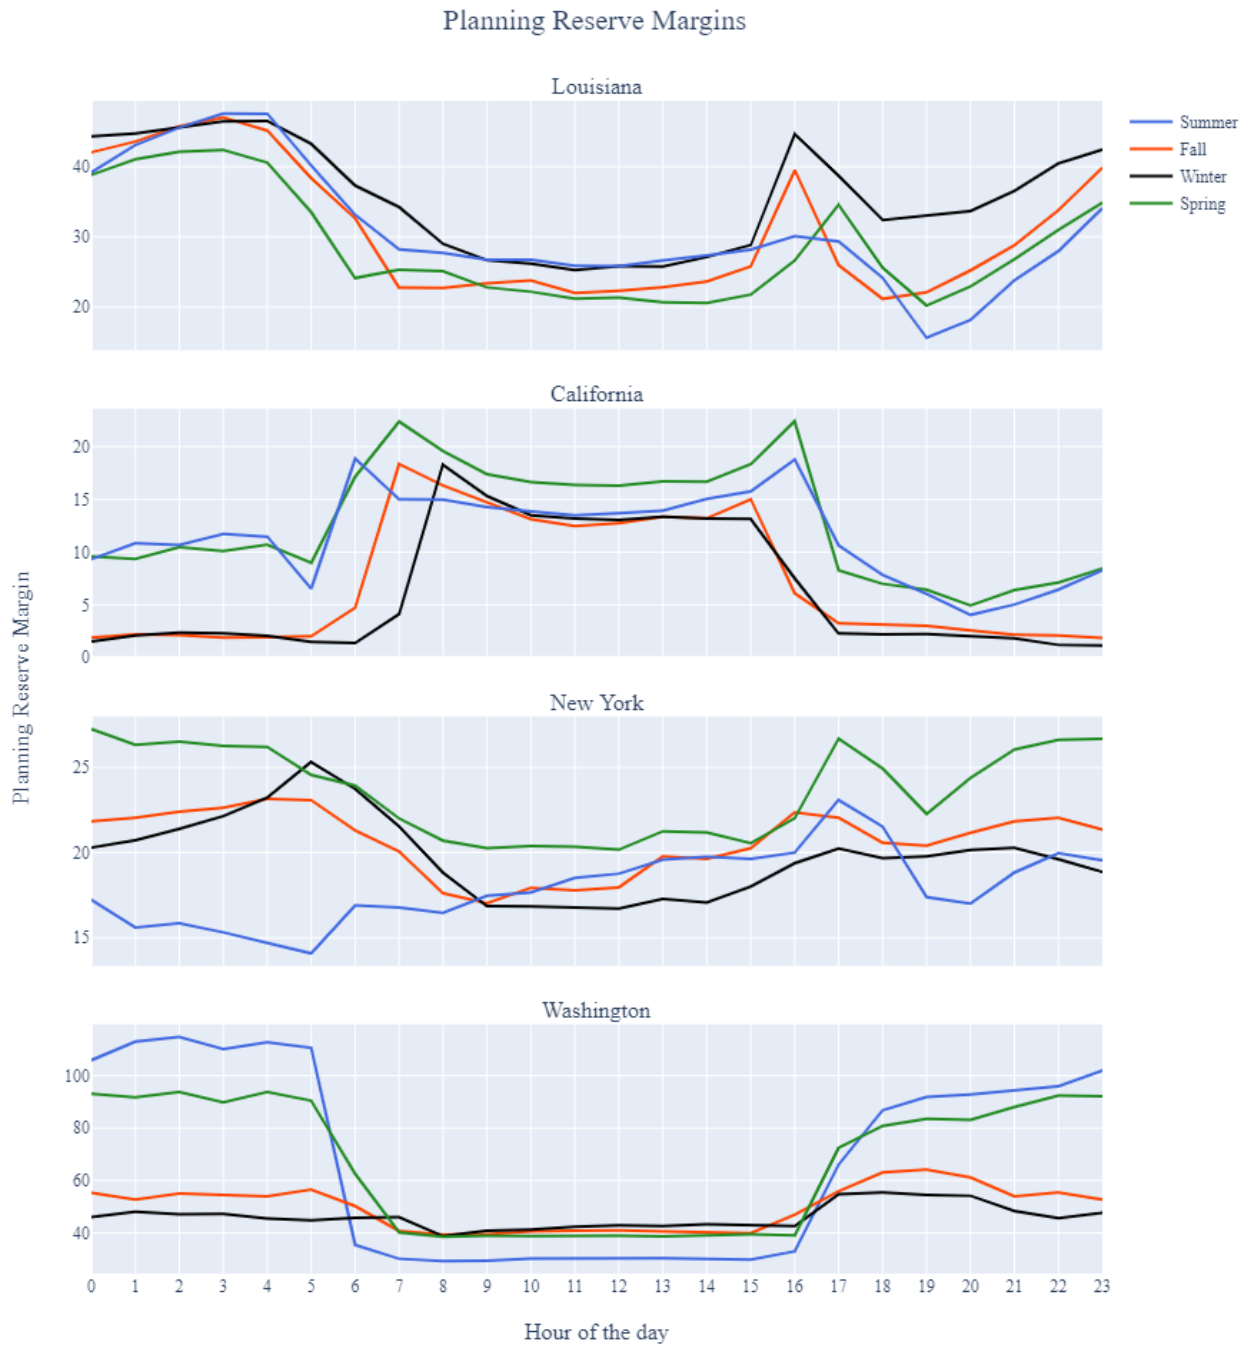 Planning Reserve Margins
Louisiana
40
30
20
Summer
Fall
Winter
Spring
California
20
15
10
5
0
Planning Reserve Margin
New York
25
20
15
Washington
100
80
60
40
0 1 2 3 4 5 6 7 8 9 10 11 12 13 14 15 16 17 18 19 20 21 22 23
Hour of the day